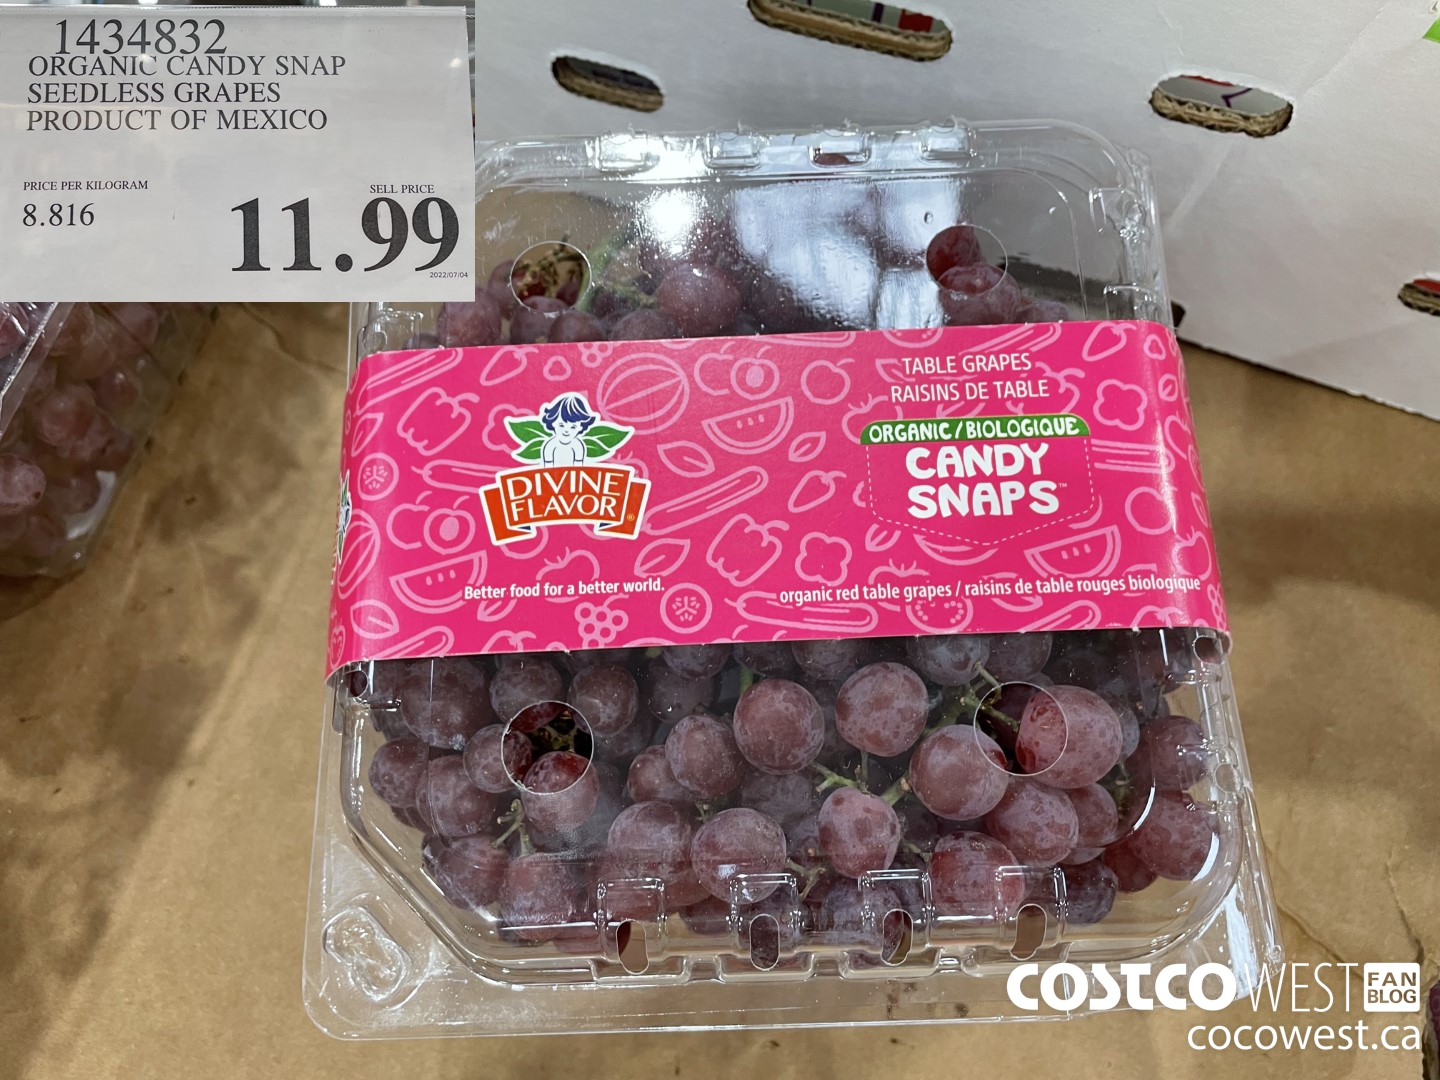 1434832
ORGANIC CANDY SNAP
SEEDLESS GRAPES
PRODUCT OF MEXICO
PRICE PER KILOGRAM
8.816
SELL PRICE
11.99
2022/07/04
TABLE GRAPES
RAISINS DE TABLE
ORGANIC / BIOLOGIQUE
CANDY
SNAPS™
DIVINE
FLAVOR®
Better food for a better world.
organic red table grapes / raisins de table rouges biologique
COSTCO WEST FAN BLOG
cocowest.ca